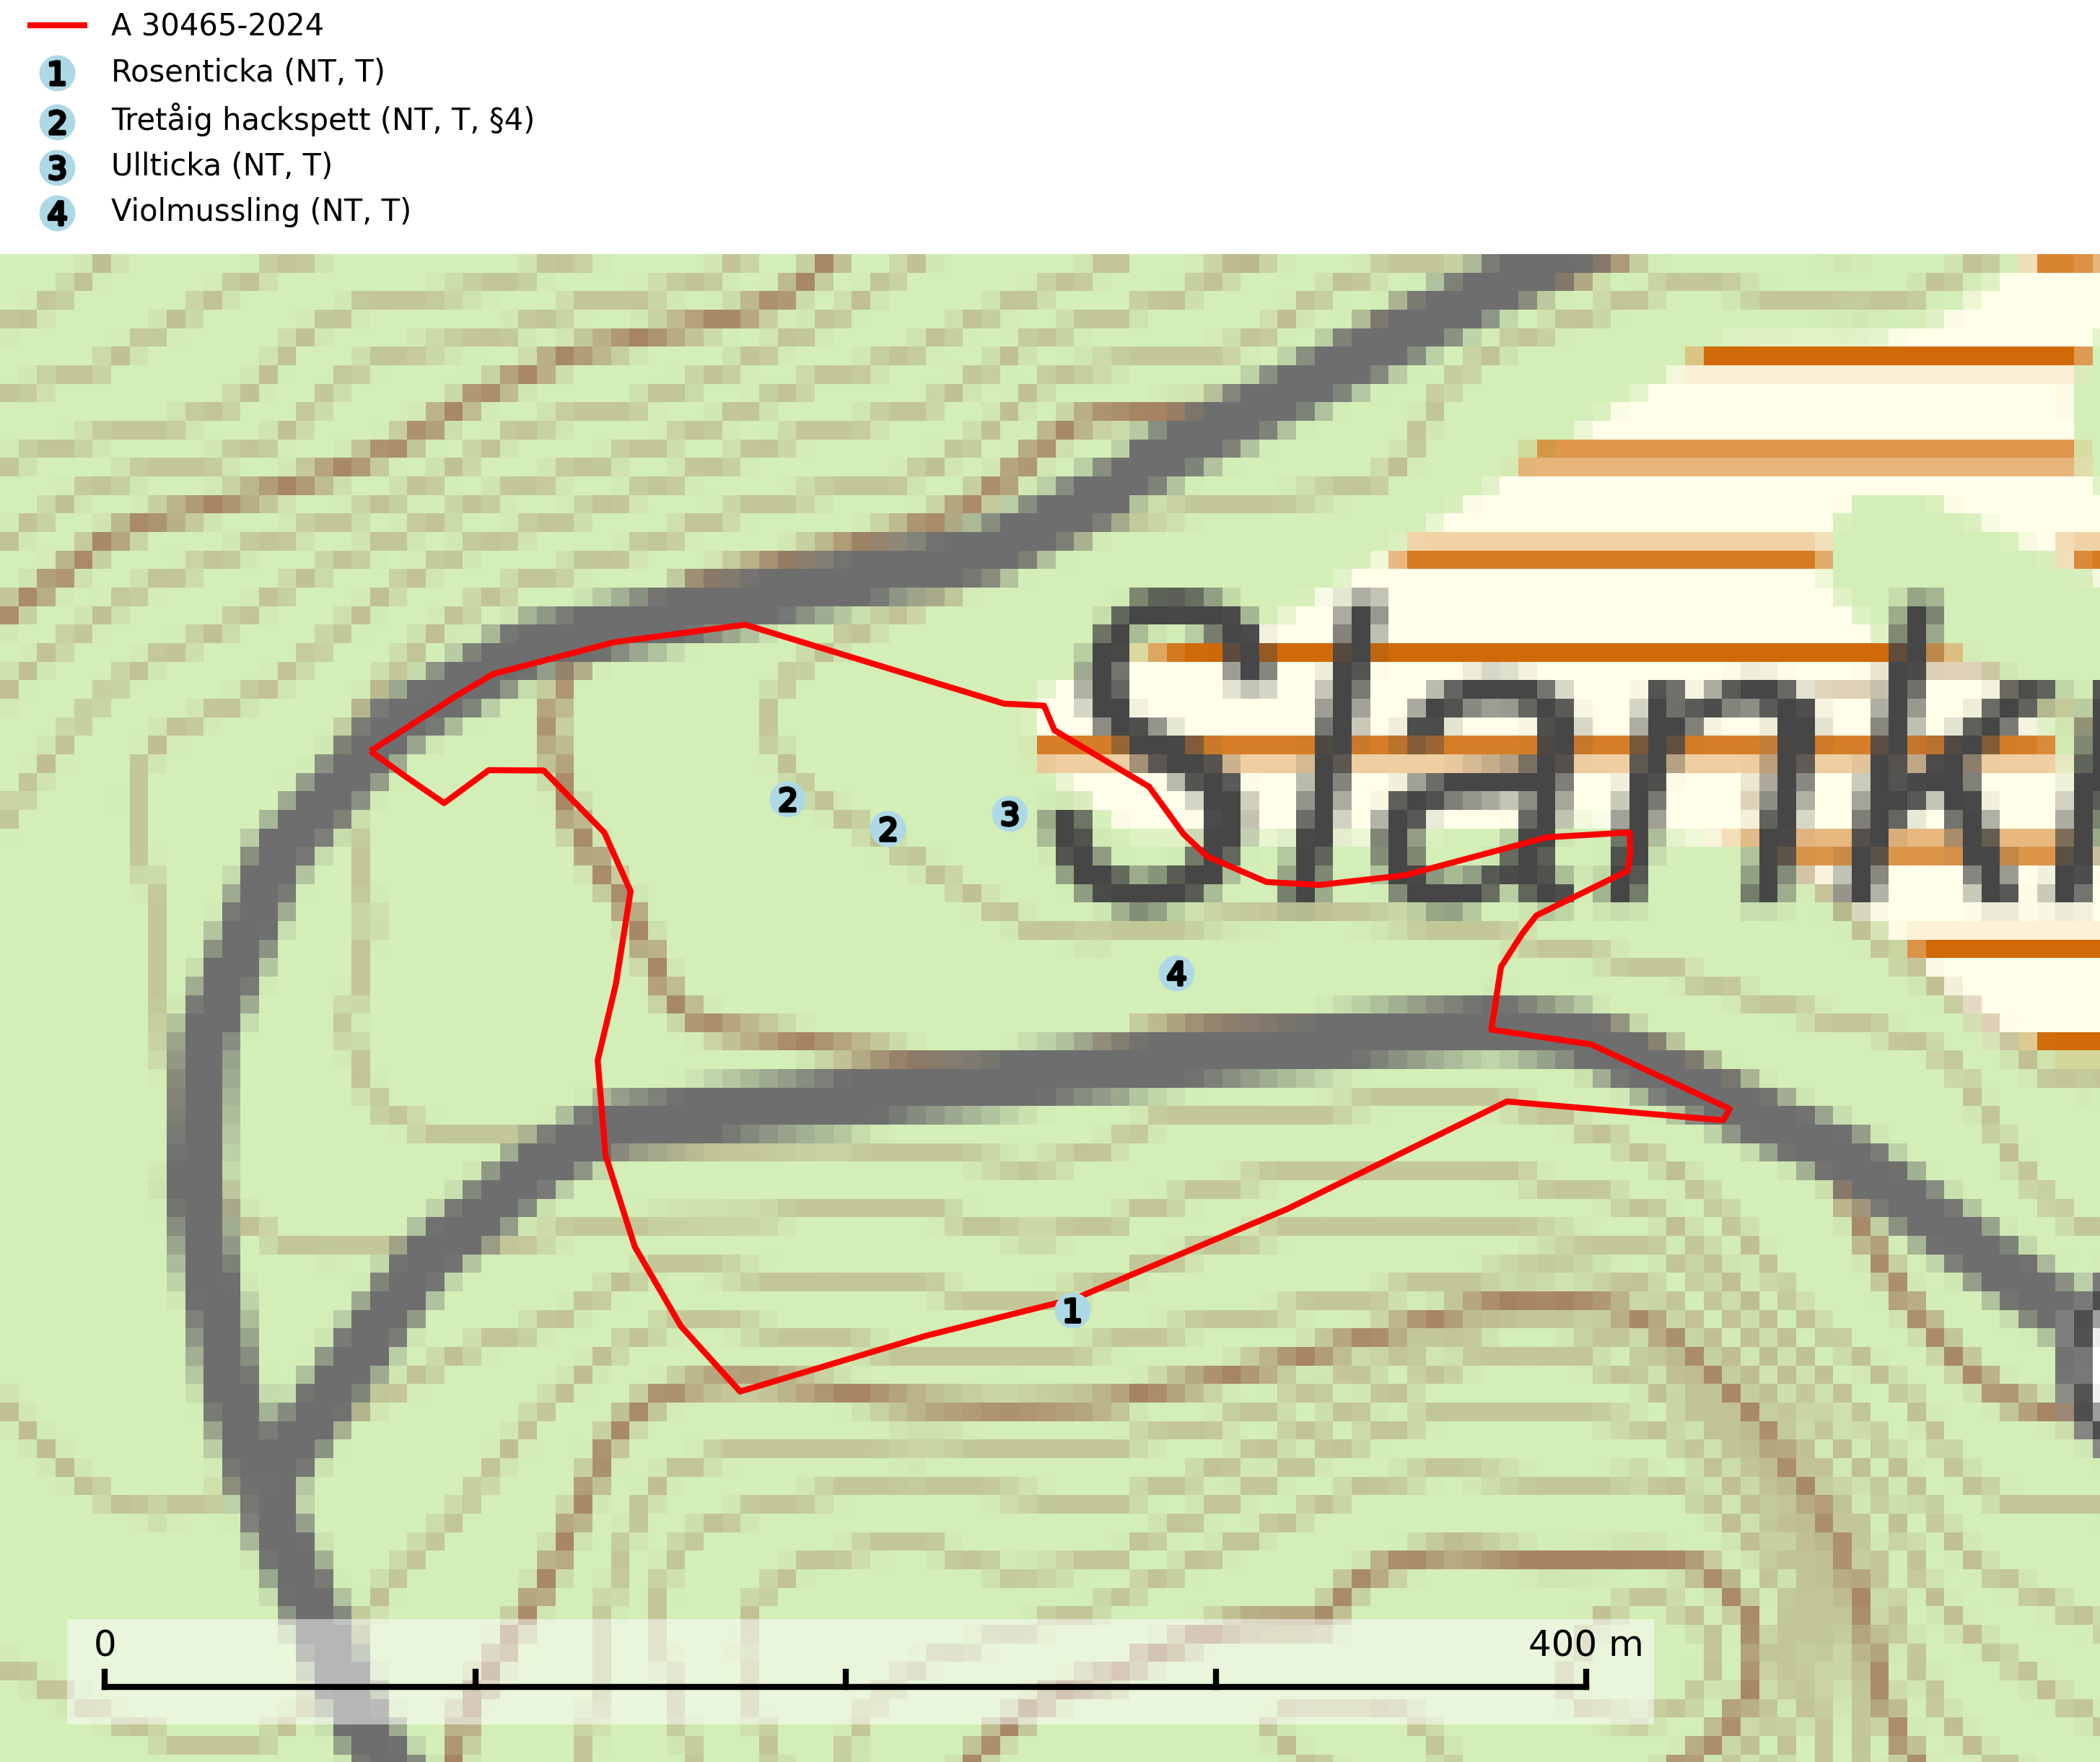 A 30465-2024
1 Rosenticka (NT, T)
2 Tretåig hackspett (NT, T, §4)
3 Ullticka (NT, T)
4 Violmussling (NT, T)
Slank
2
2
3
4
1
0 400 m